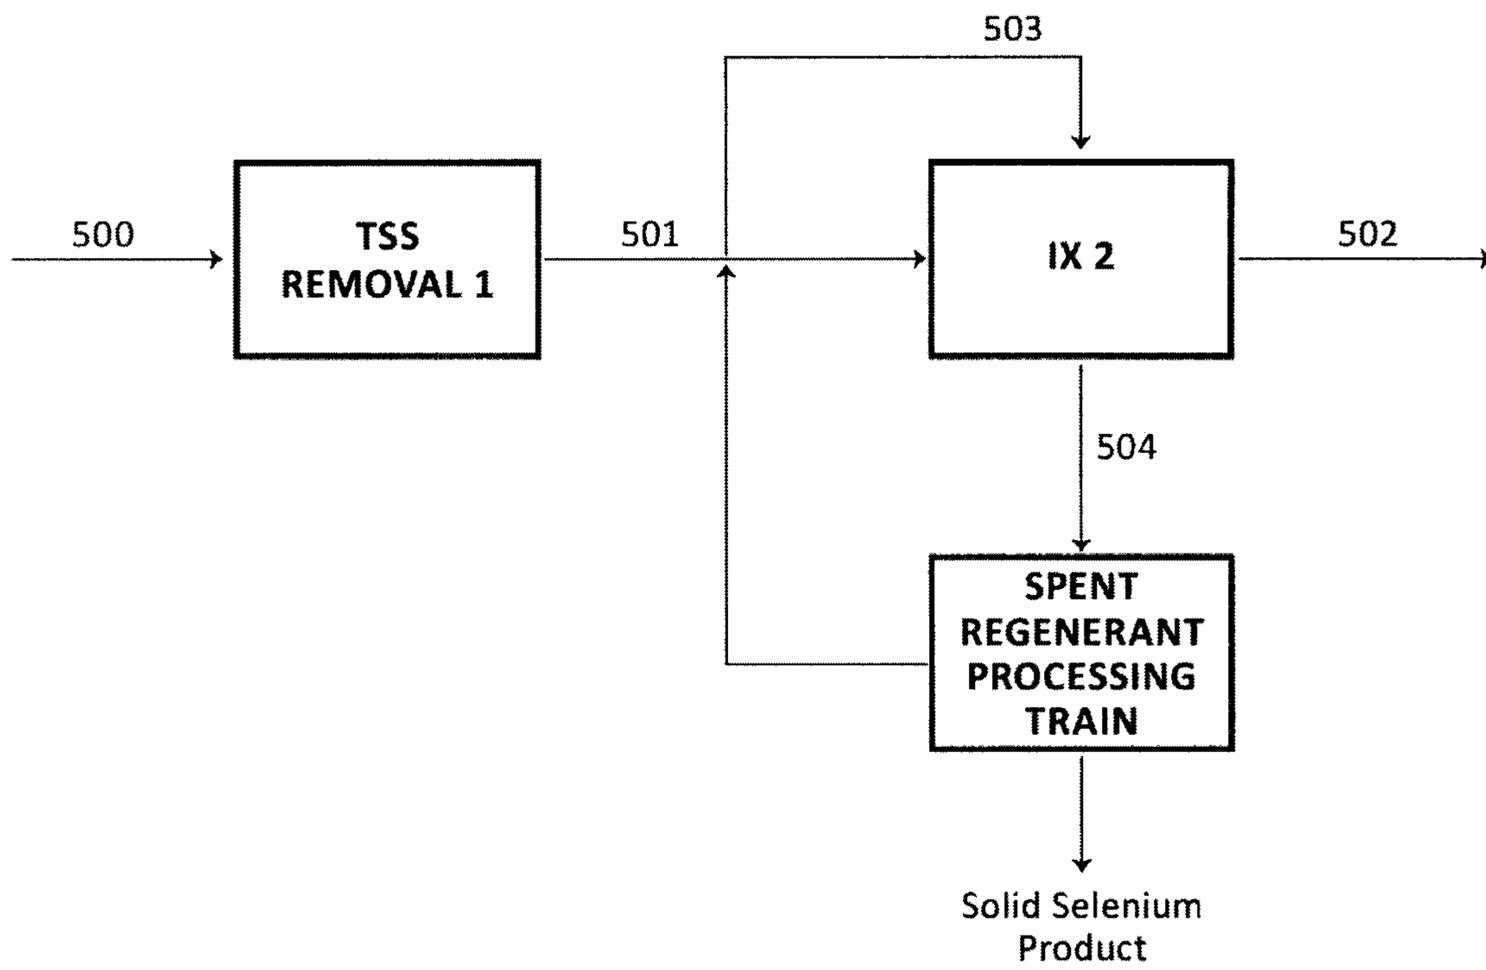 503
500
TSS
REMOVAL 1
501
IX 2
502
504
SPENT
REGENERANT
PROCESSING
TRAIN
Solid Selenium
Product